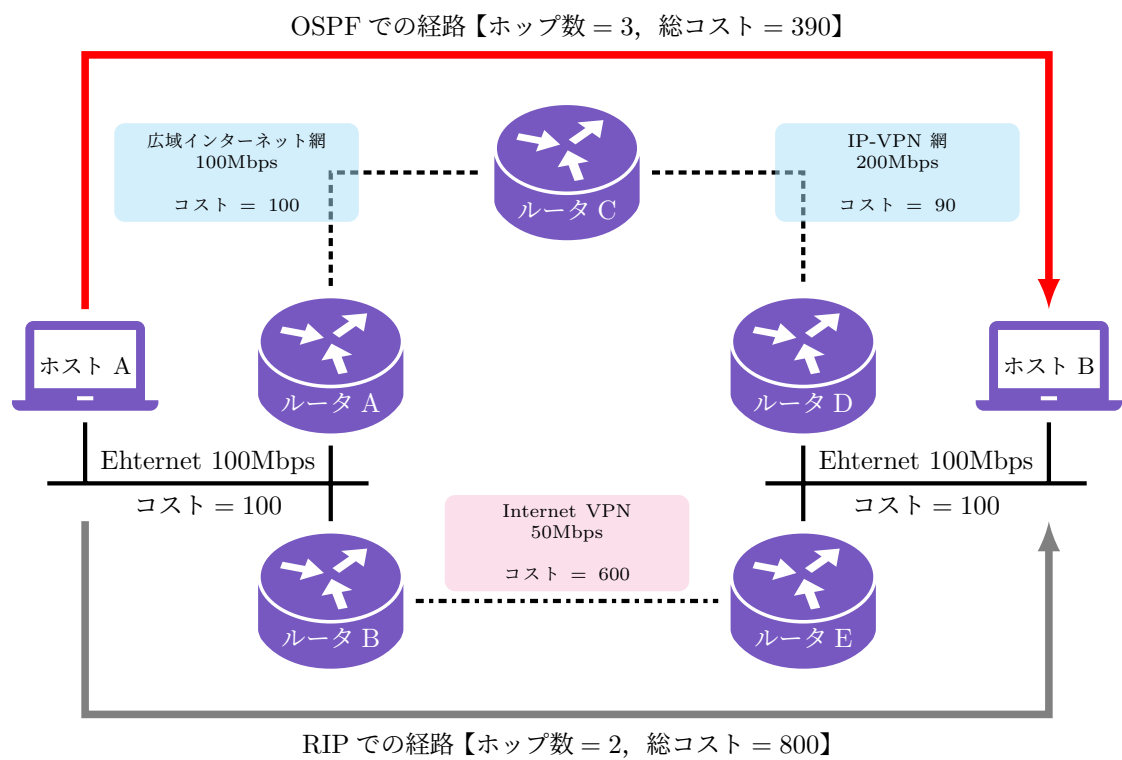 OSPF での経路【ホップ数 = 3, 総コスト = 390】
広域インターネット網
100Mbps
コスト = 100
IP-VPN 網
200Mbps
コスト = 90
ルータ C
ルータ A
ルータ D
ホスト A
ホスト B
Ehternet 100Mbps
コスト = 100
Ehternet 100Mbps
コスト = 100
Internet VPN
50Mbps
コスト = 600
ルータ B
ルータ E
RIP での経路【ホップ数 = 2, 総コスト = 800】